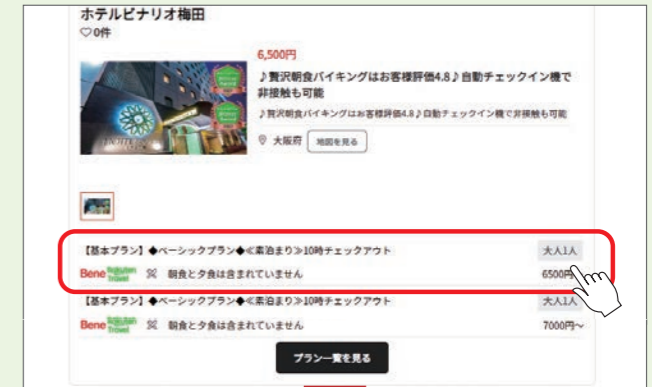 ホテルビナリオ梅田
♡0件
6,500円
♪贅沢朝食バイキングはお客様評価4.8♪自動チェックイン機で
非接触も可能
♪贅沢朝食バイキングはお客様評価4.8♪自動チェックイン機で非接触も可能
大阪府 地図を見る
【基本プラン】◆ベーシックプラン◆≪素泊まり≫10時チェックアウト 大人1人
Bene Rakuten Travel 朝食と夕食は含まれていません 6500円
【基本プラン】◆ベーシックプラン◆≪素泊まり≫10時チェックアウト 大人1人
Bene Rakuten Travel 朝食と夕食は含まれていません 7000円〜
プラン一覧を見る